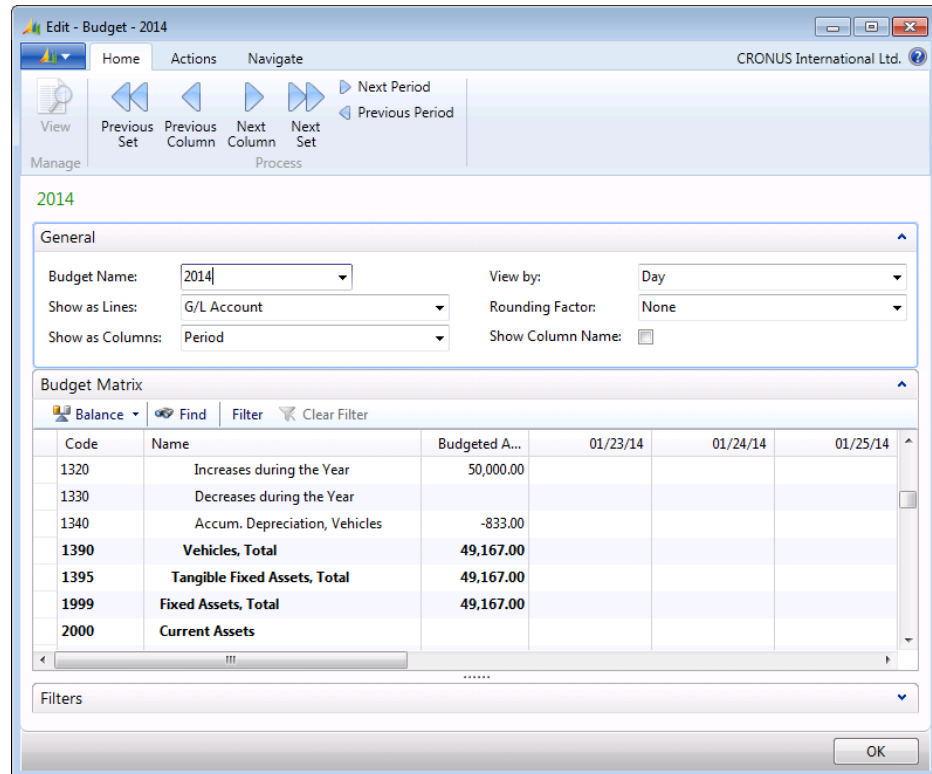 Edit - Budget - 2014
Home Actions Navigate CRONUS International Ltd.
View
Previous Set
Previous Column
Next Column
Next Set
Next Period
Previous Period
Manage Process
2014
General
Budget Name: 2014 View by: Day
Show as Lines: G/L Account Rounding Factor: None
Show as Columns: Period Show Column Name:
Budget Matrix
Balance Find Filter Clear Filter
Code Name Budgeted A... 01/23/14 01/24/14 01/25/14
1320 Increases during the Year 50,000.00
1330 Decreases during the Year
1340 Accum. Depreciation, Vehicles -833.00
1390 Vehicles, Total 49,167.00
1395 Tangible Fixed Assets, Total 49,167.00
1999 Fixed Assets, Total 49,167.00
2000 Current Assets
Filters
OK